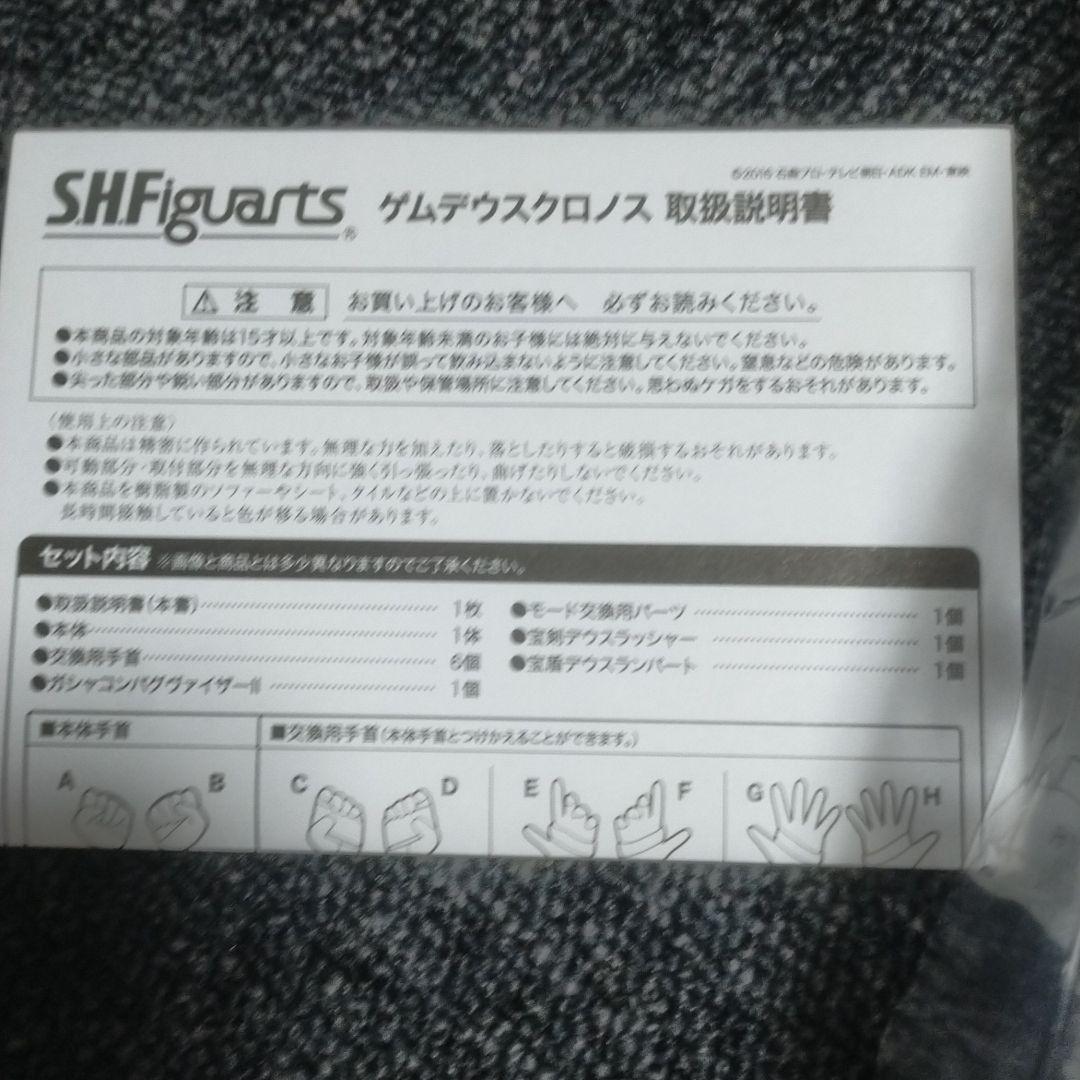 ©2016 石森プロ・テレビ朝日・ADK EM・東映
S.H.Figuarts® ゲムデウスクロノス 取扱説明書
⚠ 注 意 お買い上げのお客様へ 必ずお読みください。
●本商品の対象年齢は15才以上です。対象年齢未満のお子様には絶対に与えないでください。
●小さな部品がありますので、小さなお子様が誤って飲み込まないように注意してください。窒息などの危険があります。
●尖った部分や鋭い部分がありますので、取扱や保管場所に注意してください。思わぬケガをするおそれがあります。
〈使用上の注意〉
●本商品は精密に作られています。無理な力を加えたり、落としたりすると破損するおそれがあります。
●可動部分・取付部分を無理な方向に強く引っ張ったり、曲げたりしないでください。
●本商品を樹脂製のソファーやシート、タイルなどの上に置かないでください。
長時間接触していると色が移る場合があります。
セット内容 ※画像と商品とは多少異なりますのでご了承ください。
●取扱説明書(本書) 1枚
●本体 1体
●交換用手首 6個
●ガシャコンバグヴァイザーⅡ 1個
●モード交換用パーツ 1個
●宝剣デウスラッシャー 1個
●宝盾デウスランパート 1個
■本体手首
■交換用手首(本体手首とつけかえることができます。)
A B C D E F G H